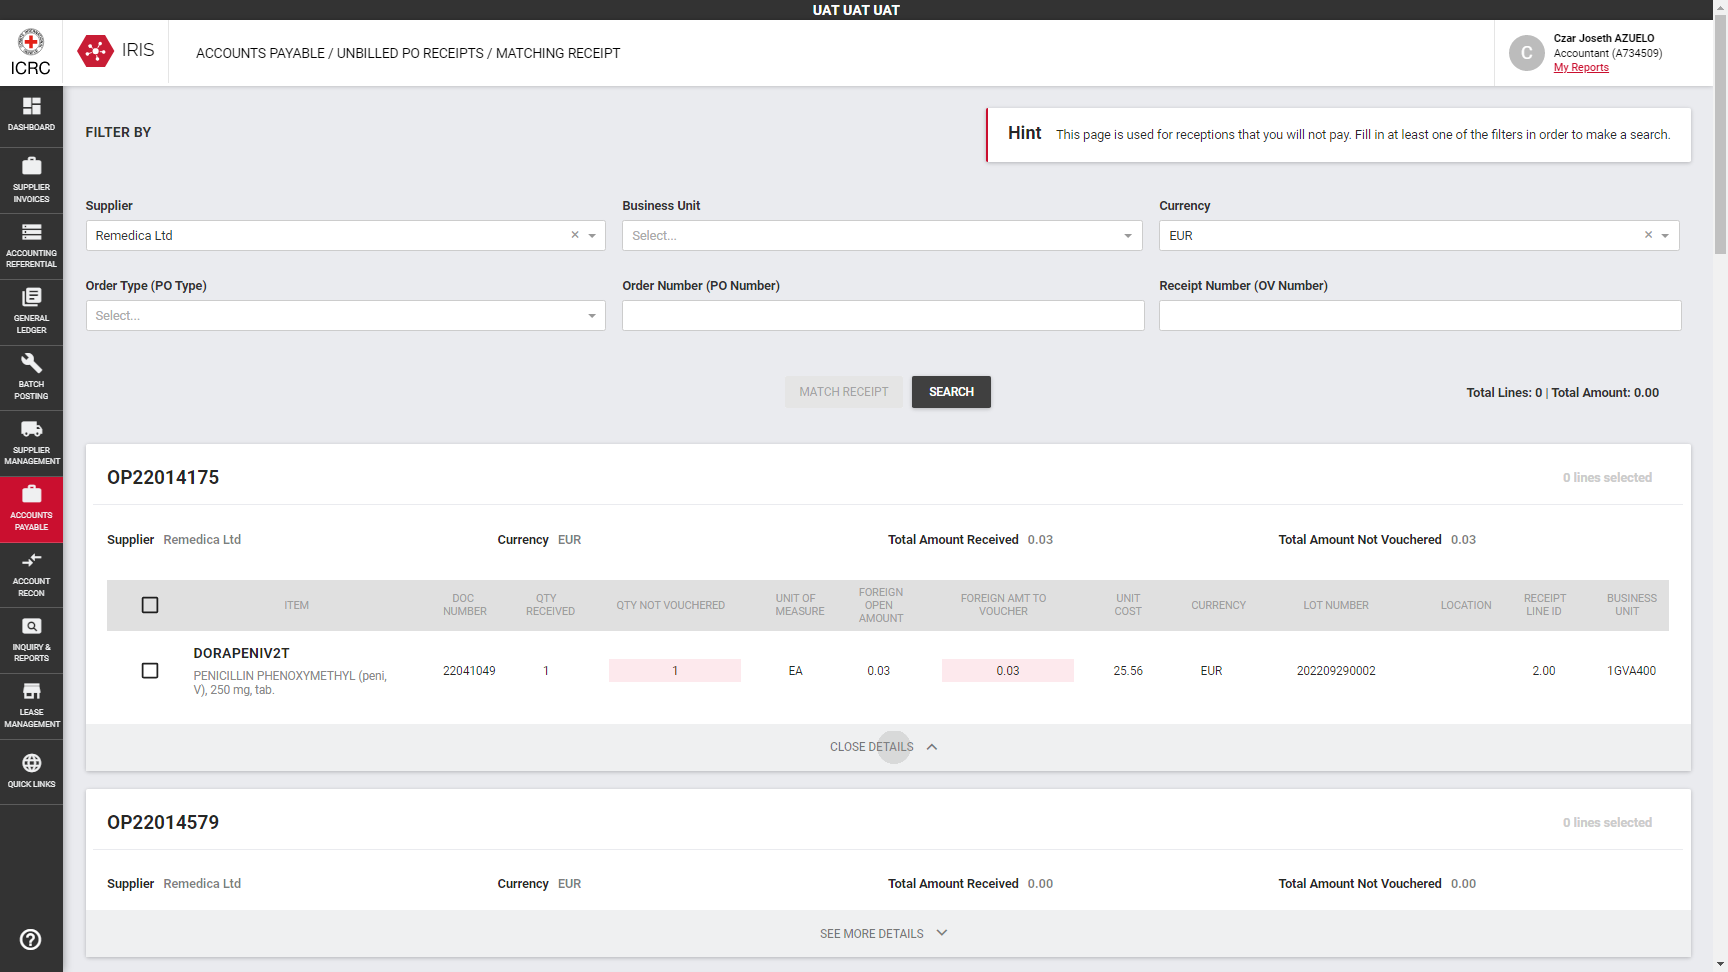 UAT UAT UAT
ICRC
IRIS
ACCOUNTS PAYABLE / UNBILLED PO RECEIPTS / MATCHING RECEIPT
C
Czar Joseth AZUELO
Accountant (A734509)
My Reports
DASHBOARD
SUPPLIER
INVOICES
ACCOUNTING
REFERENTIAL
GENERAL
LEDGER
BATCH
POSTING
SUPPLIER
MANAGEMENT
ACCOUNTS
PAYABLE
ACCOUNT
RECON
INQUIRY &
REPORTS
LEASE
MANAGEMENT
QUICK LINKS
FILTER BY
Hint This page is used for receptions that you will not pay. Fill in at least one of the filters in order to make a search.
Supplier Business Unit Currency
Remedica Ltd Select... EUR
Order Type (PO Type) Order Number (PO Number) Receipt Number (OV Number)
Select...
MATCH RECEIPT SEARCH Total Lines: 0 | Total Amount: 0.00
OP22014175 0 lines selected
Supplier Remedica Ltd Currency EUR Total Amount Received 0.03 Total Amount Not Vouchered 0.03
ITEM
DOC
NUMBER
QTY
RECEIVED
QTY NOT VOUCHERED
UNIT OF
MEASURE
FOREIGN
OPEN
AMOUNT
FOREIGN AMT TO
VOUCHER
UNIT
COST
CURRENCY
LOT NUMBER
LOCATION
RECEIPT
LINE ID
BUSINESS
UNIT
DORAPENIV2T
PENICILLIN PHENOXYMETHYL (peni,
V), 250 mg, tab.
22041049 1 1 EA 0.03 0.03 25.56 EUR 202209290002 2.00 1GVA400
CLOSE DETAILS
OP22014579 0 lines selected
Supplier Remedica Ltd Currency EUR Total Amount Received 0.00 Total Amount Not Vouchered 0.00
SEE MORE DETAILS